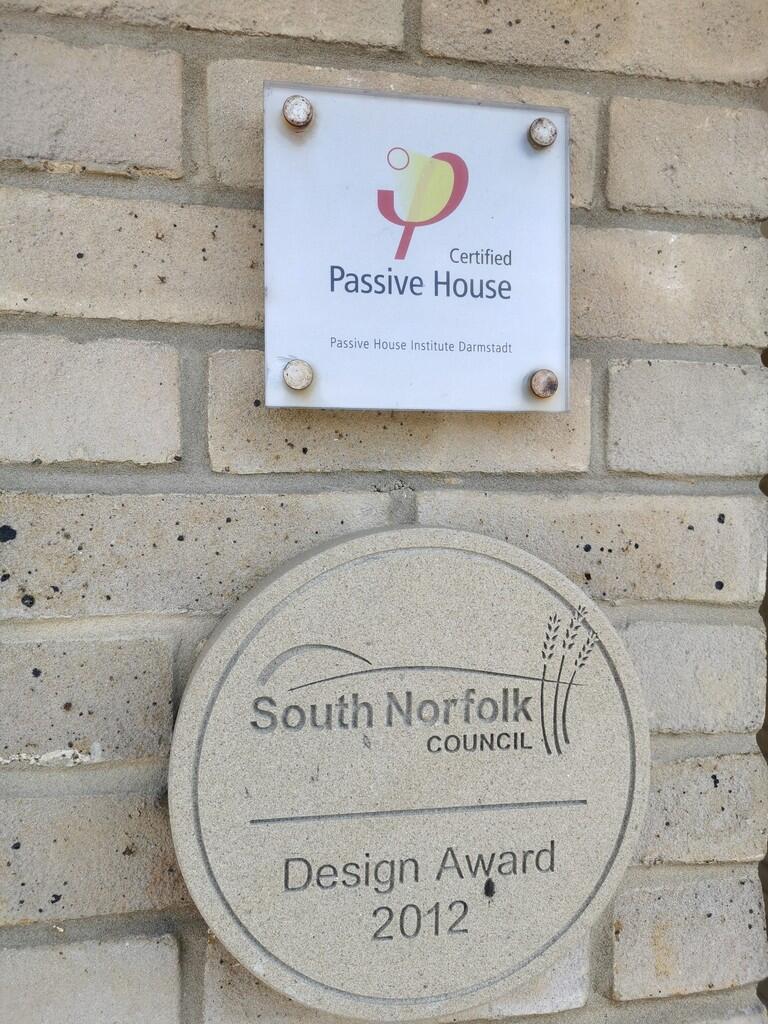 Certified
Passive House
Passive House Institute Darmstadt
South Norfolk
COUNCIL
Design Award
2012